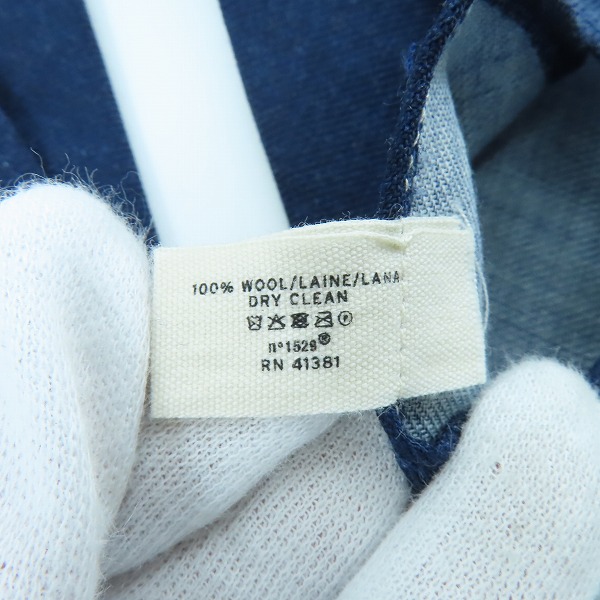 100% WOOL/LAINE/LANA
DRY CLEAN
n°1529®
RN 41381